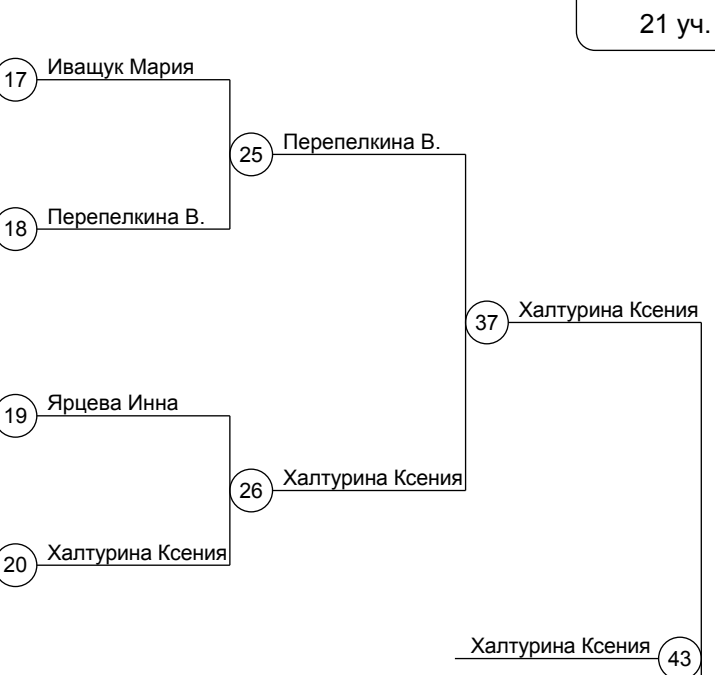 21 уч.
17 Иващук Мария
25 Перепелкина В.
18 Перепелкина В.
37 Халтурина Ксения
19 Ярцева Инна
26 Халтурина Ксения
20 Халтурина Ксения
Халтурина Ксения 43